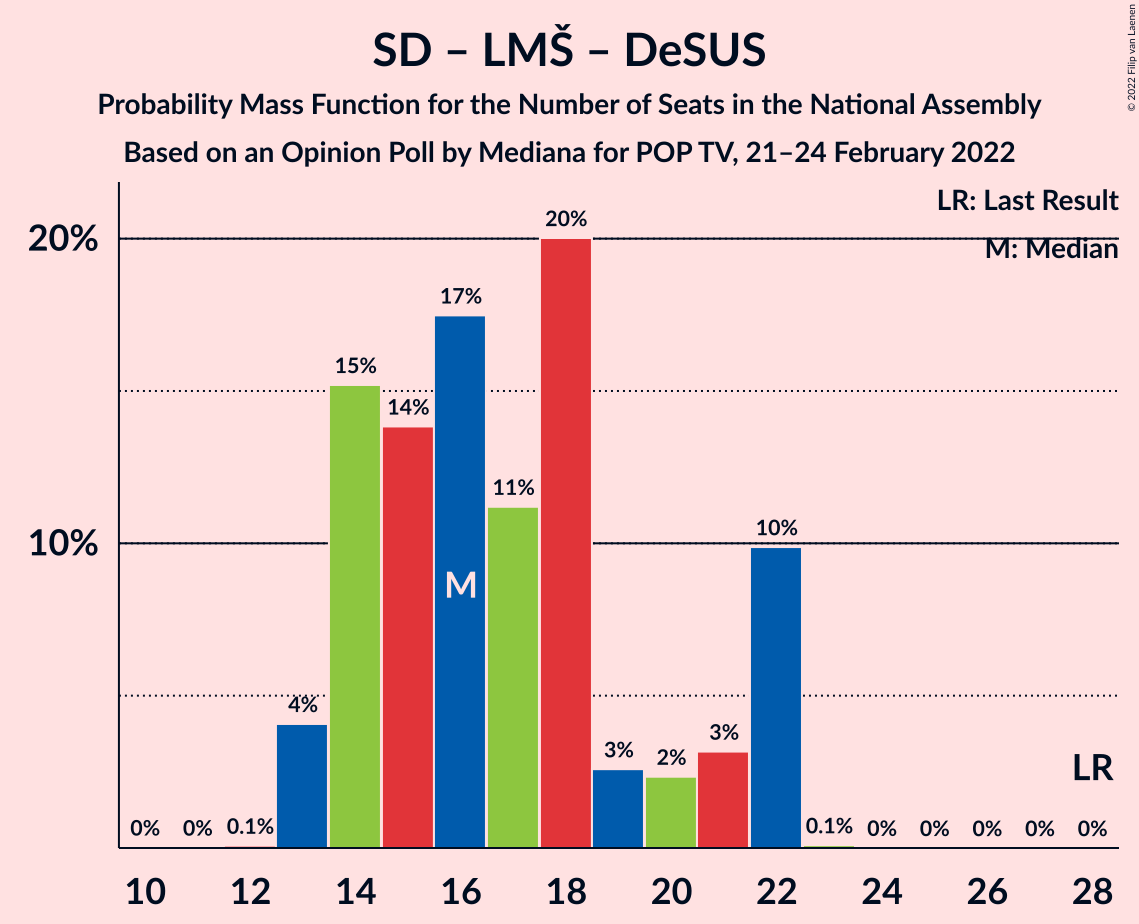 SD – LMŠ – DeSUS
Probability Mass Function for the Number of Seats in the National Assembly
Based on an Opinion Poll by Mediana for POP TV, 21–24 February 2022
© 2022 Filip van Laenen
LR: Last Result
M: Median
20%
10%
0%
0%
0.1%
4%
15%
14%
17%
11%
20%
3%
2%
3%
10%
0.1%
0%
0%
0%
0%
0%
M
LR
10 12 14 16 18 20 22 24 26 28